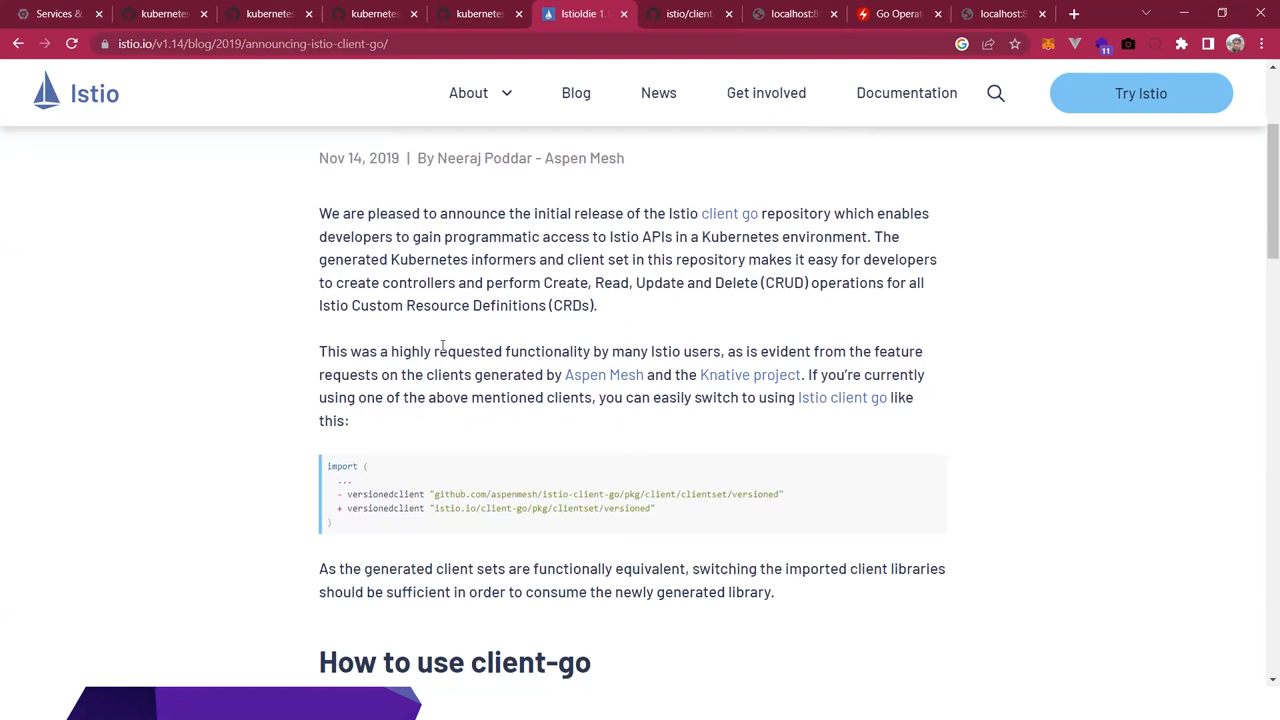 Services &
kubernetes
kubernetes
kubernetes
kubernetes
Istioldie 1.
istio/client
localhost:8
Go Operat
localhost:8
istio.io/v1.14/blog/2019/announcing-istio-client-go/
11
Istio
About
Blog
News
Get involved
Documentation
Try Istio
Nov 14, 2019 | By Neeraj Poddar - Aspen Mesh
We are pleased to announce the initial release of the Istio client go repository which enables
developers to gain programmatic access to Istio APIs in a Kubernetes environment. The
generated Kubernetes informers and client set in this repository makes it easy for developers
to create controllers and perform Create, Read, Update and Delete (CRUD) operations for all
Istio Custom Resource Definitions (CRDs).
This was a highly requested functionality by many Istio users, as is evident from the feature
requests on the clients generated by Aspen Mesh and the Knative project. If you’re currently
using one of the above mentioned clients, you can easily switch to using Istio client go like
this:
import (
...
- versionedclient "github.com/aspenmesh/istio-client-go/pkg/client/clientset/versioned"
+ versionedclient "istio.io/client-go/pkg/clientset/versioned"
)
As the generated client sets are functionally equivalent, switching the imported client libraries
should be sufficient in order to consume the newly generated library.
How to use client-go